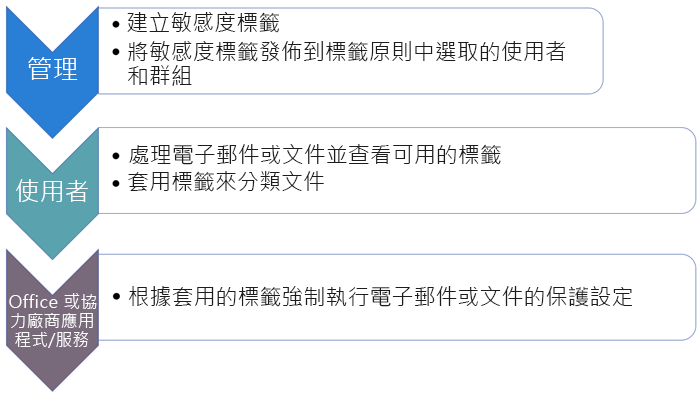 管理
• 建立敏感度標籤
• 將敏感度標籤發佈到標籤原則中選取的使用者
和群組
使用者
• 處理電子郵件或文件並查看可用的標籤
• 套用標籤來分類文件
Office 或協
力廠商應用
程式/服務
• 根據套用的標籤強制執行電子郵件或文件的保護設定